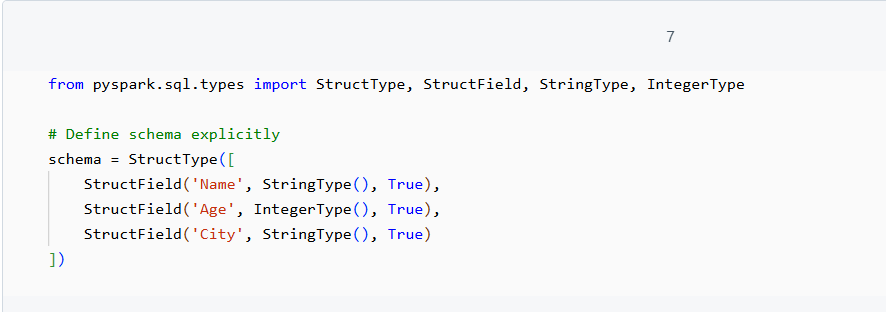 7
from pyspark.sql.types import StructType, StructField, StringType, IntegerType

# Define schema explicitly
schema = StructType([
    StructField('Name', StringType(), True),
    StructField('Age', IntegerType(), True),
    StructField('City', StringType(), True)
])